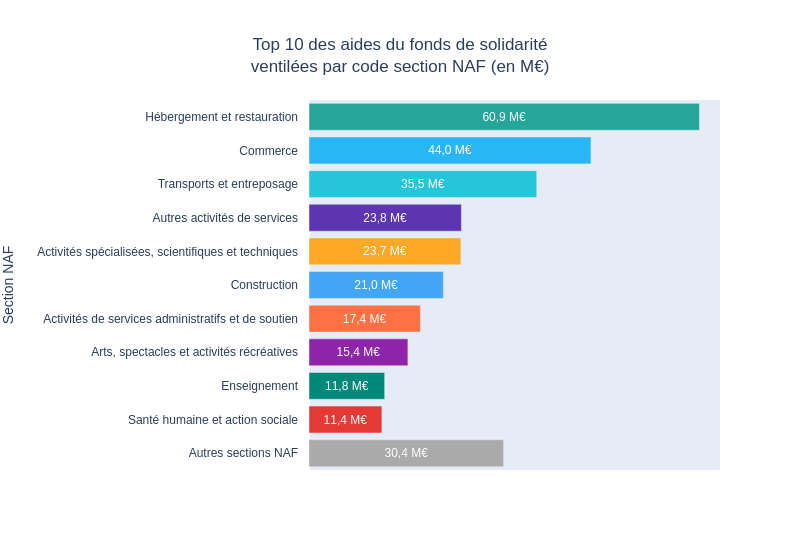 Top 10 des aides du fonds de solidarité
ventilées par code section NAF (en M€)
Section NAF
Hébergement et restauration 60,9 M€
Commerce 44,0 M€
Transports et entreposage 35,5 M€
Autres activités de services 23,8 M€
Activités spécialisées, scientifiques et techniques 23,7 M€
Construction 21,0 M€
Activités de services administratifs et de soutien 17,4 M€
Arts, spectacles et activités récréatives 15,4 M€
Enseignement 11,8 M€
Santé humaine et action sociale 11,4 M€
Autres sections NAF 30,4 M€